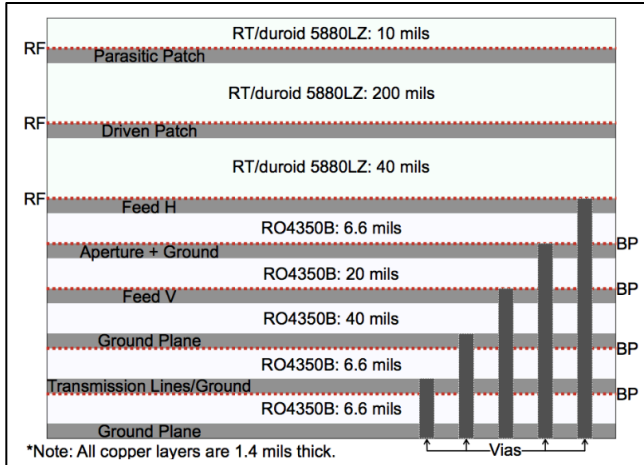 RT/duroid 5880LZ: 10 mils
RF
Parasitic Patch
RT/duroid 5880LZ: 200 mils
RF
Driven Patch
RT/duroid 5880LZ: 40 mils
RF
Feed H
RO4350B: 6.6 mils
Aperture + Ground
BP
RO4350B: 20 mils
Feed V
BP
RO4350B: 40 mils
Ground Plane
BP
RO4350B: 6.6 mils
Transmission Lines/Ground
BP
RO4350B: 6.6 mils
Ground Plane
*Note: All copper layers are 1.4 mils thick.
Vias